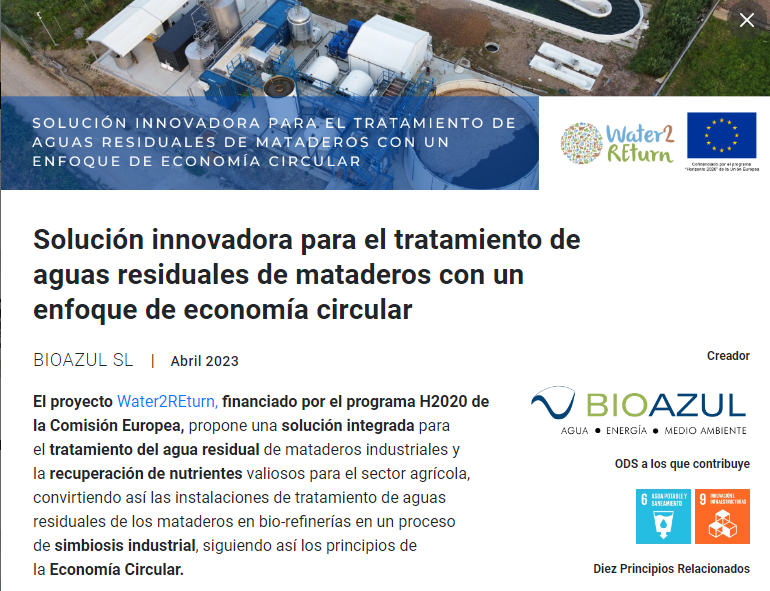 SOLUCIÓN INNOVADORA PARA EL TRATAMIENTO DE
AGUAS RESIDUALES DE MATADEROS CON UN
ENFOQUE DE ECONOMÍA CIRCULAR
Water2
REturn
Cofinanciado por el programa
"Horizonte 2020" de la Unión Europea
Solución innovadora para el tratamiento de
aguas residuales de mataderos con un
enfoque de economía circular
BIOAZUL SL | Abril 2023
El proyecto Water2REturn, financiado por el programa H2020 de
la Comisión Europea, propone una solución integrada para
el tratamiento del agua residual de mataderos industriales y
la recuperación de nutrientes valiosos para el sector agrícola,
convirtiendo así las instalaciones de tratamiento de aguas
residuales de los mataderos en bio-refinerías en un proceso
de simbiosis industrial, siguiendo así los principios de
la Economía Circular.
Creador
BIOAZUL
AGUA ● ENERGÍA ● MEDIO AMBIENTE
ODS a los que contribuye
6 AGUA POTABLE Y
SANEAMIENTO
9 INNOVACIÓN E
INFRAESTRUCTURAS
Diez Principios Relacionados